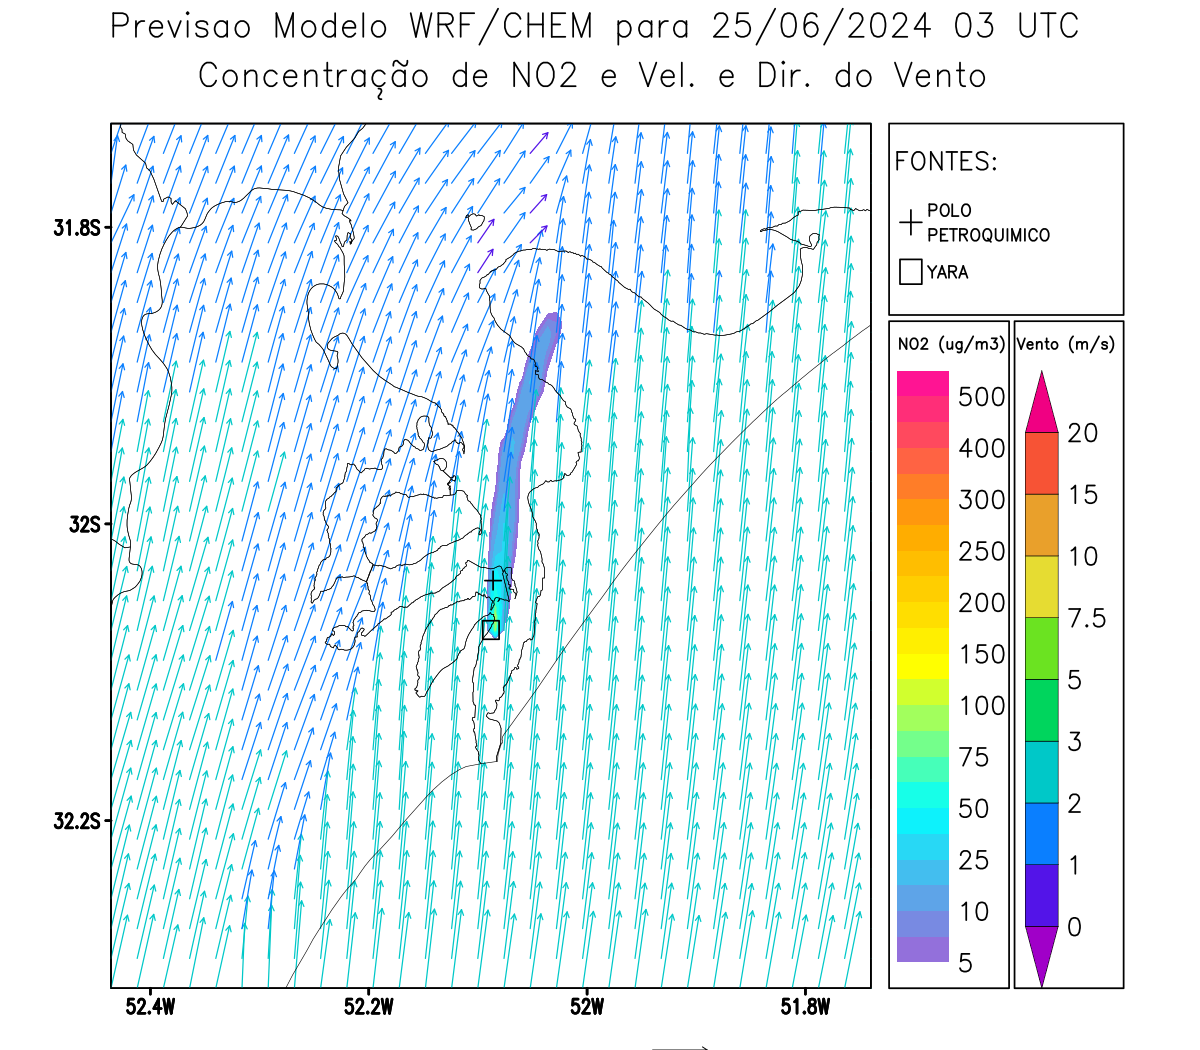 Previsao Modelo WRF/CHEM para 25/06/2024 03 UTC
Concentração de NO2 e Vel. e Dir. do Vento
FONTES:
POLO
PETROQUIMICO
YARA
NO2 (ug/m3)
500
400
300
250
200
150
100
75
50
25
10
5
Vento (m/s)
20
15
10
7.5
5
3
2
1
0
31.8S
32S
32.2S
52.4W
52.2W
52W
51.8W